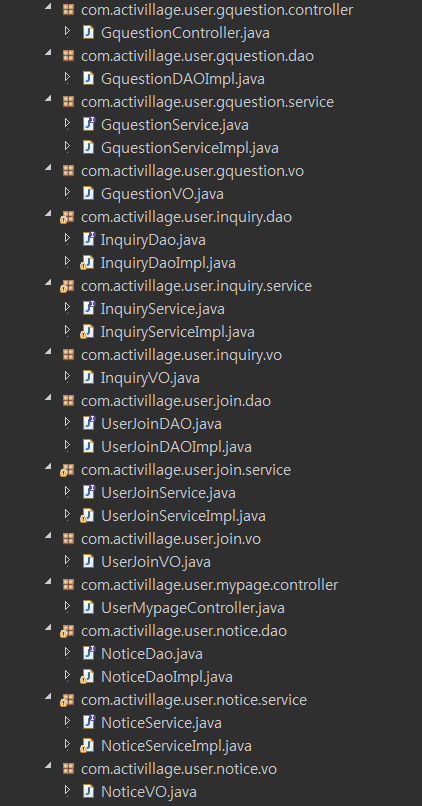 com.activillage.user.gquestion.controller
GquestionController.java
com.activillage.user.gquestion.dao
GquestionDAOImpl.java
com.activillage.user.gquestion.service
GquestionService.java
GquestionServiceImpl.java
com.activillage.user.gquestion.vo
GquestionVO.java
com.activillage.user.inquiry.dao
InquiryDao.java
InquiryDaoImpl.java
com.activillage.user.inquiry.service
InquiryService.java
InquiryServiceImpl.java
com.activillage.user.inquiry.vo
InquiryVO.java
com.activillage.user.join.dao
UserJoinDAO.java
UserJoinDAOImpl.java
com.activillage.user.join.service
UserJoinService.java
UserJoinServiceImpl.java
com.activillage.user.join.vo
UserJoinVO.java
com.activillage.user.mypage.controller
UserMypageController.java
com.activillage.user.notice.dao
NoticeDao.java
NoticeDaoImpl.java
com.activillage.user.notice.service
NoticeService.java
NoticeServiceImpl.java
com.activillage.user.notice.vo
NoticeVO.java